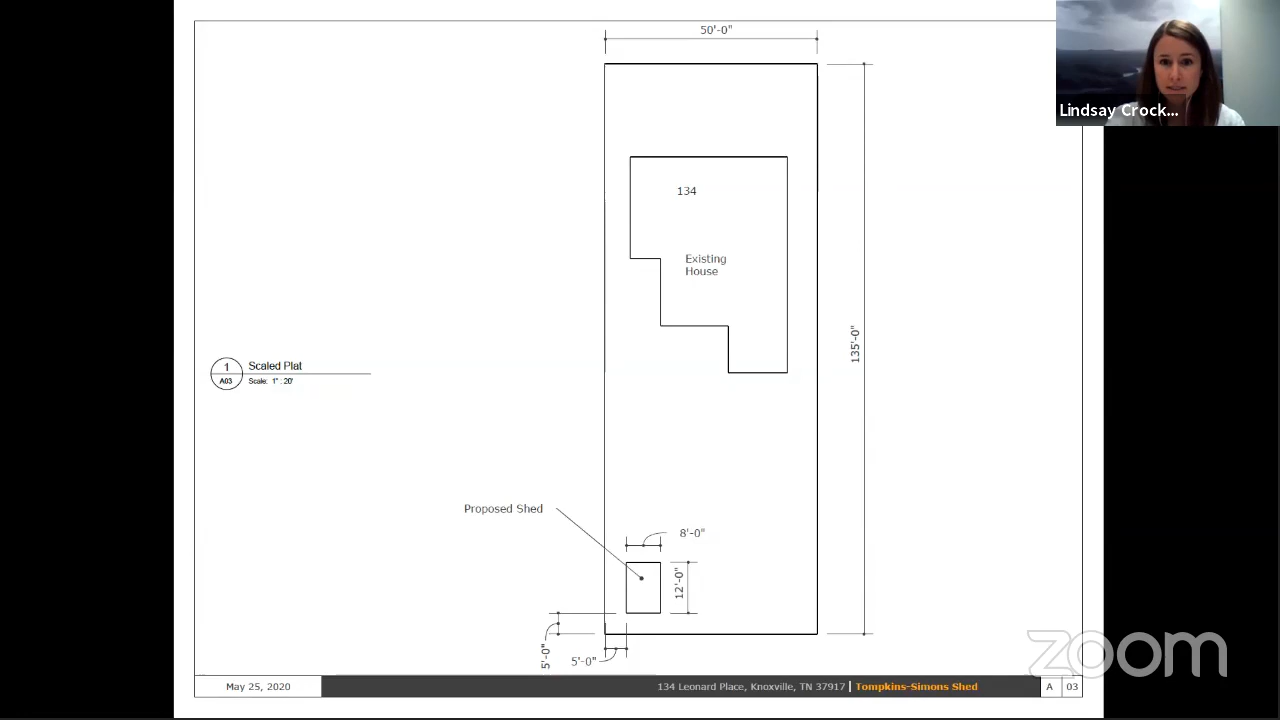 50'-0"
Lindsay Crock...
134
Existing
House
135'-0"
1
A03
Scaled Plat
Scale: 1" : 20'
Proposed Shed
8'-0"
12'-0"
5'-0"
5'-0"
May 25, 2020
134 Leonard Place, Knoxville, TN 37917 | Tompkins-Simons Shed
A 03
zoom